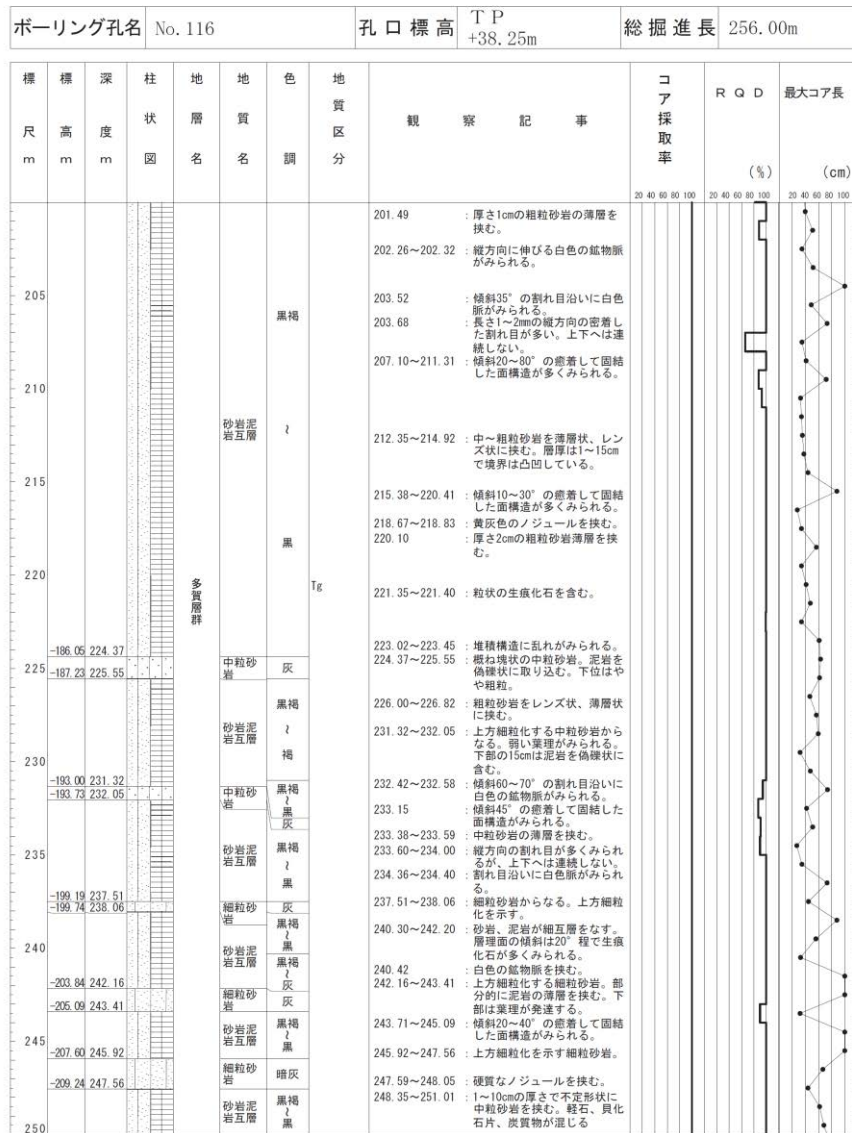 ボーリング孔名 No. 116 孔口標高 TP +38.25m 総掘進長 256.00m
標尺 m 標高 m 深度 m 柱状図 地層名 地質名 色調 地質区分 観察記事 コア採取率 RQD (%) 最大コア長 (cm)
20 40 60 80 100 20 40 60 80 100 20 40 60 80 100
201.49 : 厚さ1cmの粗粒砂岩の薄層を
挟む。
202.26～202.32 : 縦方向に伸びる白色の鉱物脈
がみられる。
205
黒褐
203.52 : 傾斜35°の割れ目沿いに白色
脈がみられる。
203.68 : 長さ1～2mmの縦方向の密着し
た割れ目が多い。上下へは連
続しない。
207.10～211.31 : 傾斜20～80°の癒着して固結
した面構造が多くみられる。
210
砂岩泥
岩互層
～
212.35～214.92 : 中～粗粒砂岩を薄層状、レン
ズ状に挟む。層厚は1～15cm
で境界は凸凹している。
215
215.38～220.41 : 傾斜10～30°の癒着して固結
した面構造が多くみられる。
218.67～218.83 : 黄灰色のノジュールを挟む。
黒
220.10 : 厚さ2cmの粗粒砂岩薄層を挟
む。
220
多賀層群
Tg
221.35～221.40 : 粒状の生痕化石を含む。
223.02～223.45 : 堆積構造に乱れがみられる。
-186.05 224.37
225
中粒砂
岩
灰
224.37～225.55 : 概ね塊状の中粒砂岩。泥岩を
偽礫状に取り込む。下位はや
や粗粒。
-187.23 225.55
砂岩泥
岩互層
黒褐
～
褐
226.00～226.82 : 粗粒砂岩をレンズ状、薄層状
に挟む。
230
231.32～232.05 : 上方細粒化する中粒砂岩から
なる。弱い葉理がみられる。
下部の15cmは泥岩を偽礫状に
含む。
-193.00 231.32
-193.73 232.05
中粒砂
岩
黒褐
～
黒
灰
232.42～232.58 : 傾斜60～70°の割れ目沿いに
白色の鉱物脈がみられる。
233.15 : 傾斜45°の癒着して固結した
面構造がみられる。
233.38～233.59 : 中粒砂岩の薄層を挟む。
235
砂岩泥
岩互層
黒褐
～
黒
233.60～234.00 : 縦方向の割れ目が多くみられ
るが、上下へは連続しない。
234.36～234.40 : 割れ目沿いに白色脈がみられ
る。
-199.19 237.51
-199.74 238.06
細粒砂
岩
灰
237.51～238.06 : 細粒砂岩からなる。上方細粒
化を示す。
240
砂岩泥
岩互層
黒褐
～
黒
黒褐
～
灰
240.30～242.20 : 砂岩、泥岩が細互層をなす。
層理面の傾斜は20°程で生痕
化石が多くみられる。
240.42 : 白色の鉱物脈を挟む。
-203.84 242.16
-205.09 243.41
細粒砂
岩
灰
242.16～243.41 : 上方細粒化する細粒砂岩。部
分的に泥岩の薄層を挟む。下
部は葉理が発達する。
245
砂岩泥
岩互層
黒褐
～
黒
243.71～245.09 : 傾斜20～40°の癒着して固結
した面構造がみられる。
-207.60 245.92
-209.24 247.56
細粒砂
岩
暗灰
245.92～247.56 : 上方細粒化を示す細粒砂岩。
247.59～248.05 : 硬質なノジュールを挟む。
砂岩泥
岩互層
黒褐
～
黒
248.35～251.01 : 1～10cmの厚さで不定形状に
中粒砂岩を挟む。軽石、貝化
石片、炭質物が混じる
250